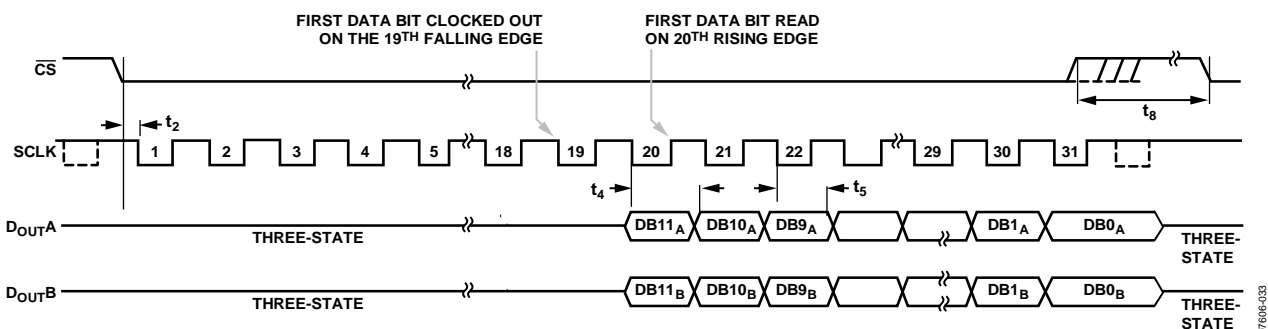 FIRST DATA BIT CLOCKED OUT
ON THE 19TH FALLING EDGE
FIRST DATA BIT READ
ON 20TH RISING EDGE
CS
t8
t2
SCLK
1 2 3 4 5 18 19 20 21 22 29 30 31
t4
t5
DOUTA
THREE-STATE
DB11A DB10A DB9A DB1A DB0A
THREE-
STATE
DOUTB
THREE-STATE
DB11B DB10B DB9B DB1B DB0B
THREE-
STATE
7606-033